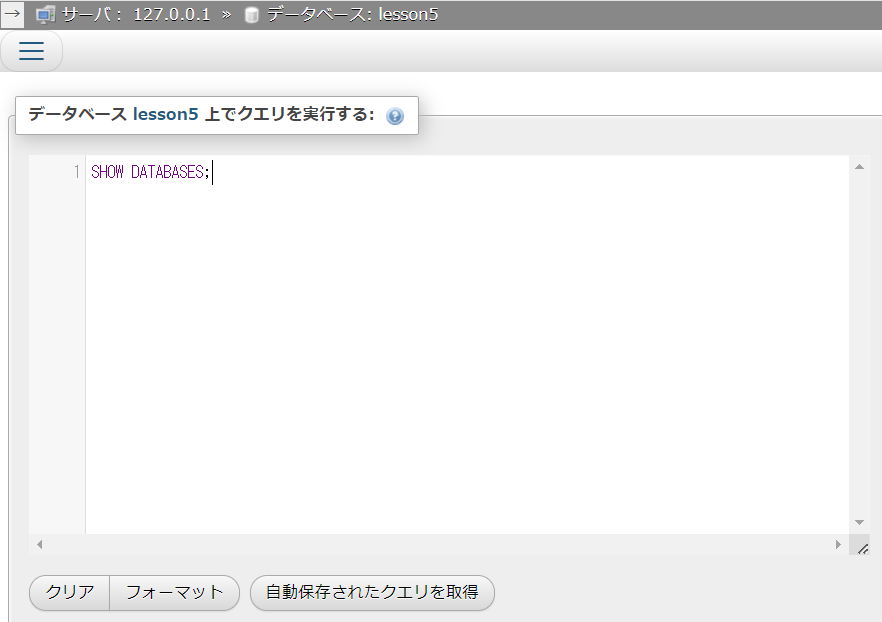 サーバ： 127.0.0.1 » データベース: lesson5
データベース lesson5 上でクエリを実行する:
1 SHOW DATABASES;
クリア フォーマット 自動保存されたクエリを取得